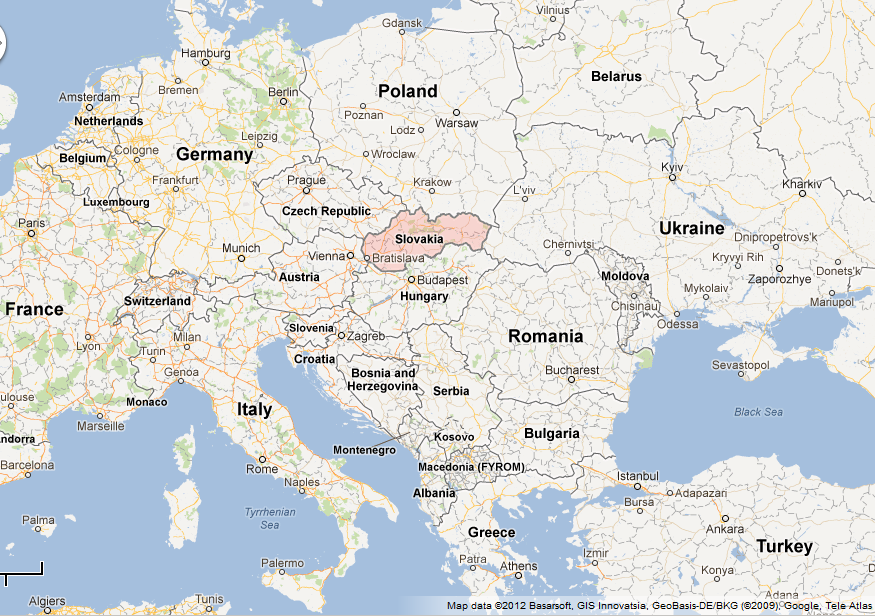 Vilnius
Gdansk
Hamburg
Belarus
Bremen
Berlin
Poland
Amsterdam
Netherlands
Poznan
Warsaw
Lodz
Leipzig
Belgium
Cologne
Germany
Wroclaw
Kyiv
Frankfurt
Prague
Krakow
L'viv
Kharkiv
Luxembourg
Czech Republic
Paris
Slovakia
Ukraine
Dnipropetrovs'k
Munich
Vienna
Bratislava
Chernivtsi
Kryvyi Rih
Donets'k
Austria
Budapest
Moldova
Zaporozhye
Switzerland
Hungary
Mykolaiv
Manupol
France
Chisinau
Odessa
Slovenia
Zagreb
Romania
Milan
Lyon
Turin
Croatia
Sevastopol
Genoa
Bosnia and
Herzegovina
Bucharest
Serbia
oulouse
Monaco
Italy
Black Sea
Marseille
ndorra
Kosovo
Bulgaria
Montenegro
Barcelona
Rome
Macedonia (FYROM)
Istanbul
Naples
Albania
Adapazari
Bursa
Tyrrhenian
Sea
Palma
Greece
Ankara
Turkey
Izmir
Palermo
Patra
Athens
Konya
Adana
Algiers
Tunis
Map data ©2012 Basarsoft, GIS Innovatsia, GeoBasis-DE/BKG (©2009), Google, Tele Atlas